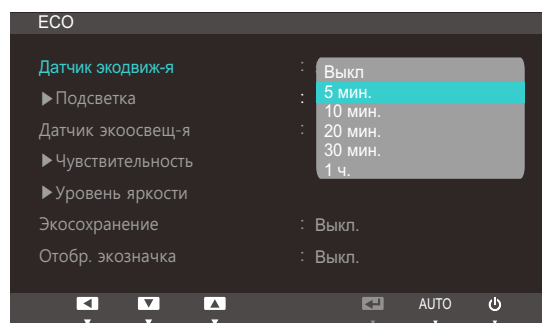 ECO
Датчик экодвиж-я :
Выкл
▶Подсветка :
5 мин.
10 мин.
Датчик экоосвещ-я :
20 мин.
30 мин.
▶Чувствительность
1 ч.
▶Уровень яркости
Экосохранение : Выкл.
Отобр. экозначка : Выкл.
AUTO